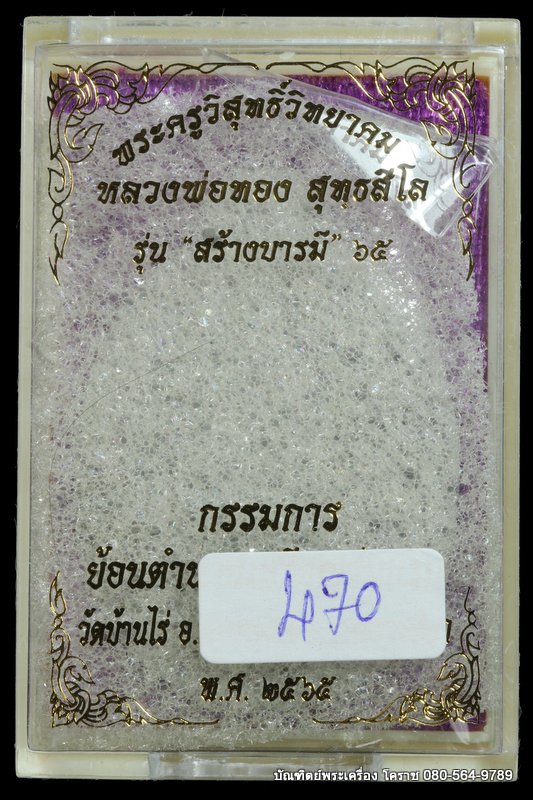 พระครูวิสุทธิ์วิทยาคม
หลวงพ่อทอง สุทฺธสีโล
รุ่น “สร้างบารมี” ๖๕
กรรมการ
ย้อนตำน
470
วัดบ้านไร่ อ.
พ.ศ. ๒๕๖๕
บัณฑิตย์พระเครื่อง โคราช 080-564-9789